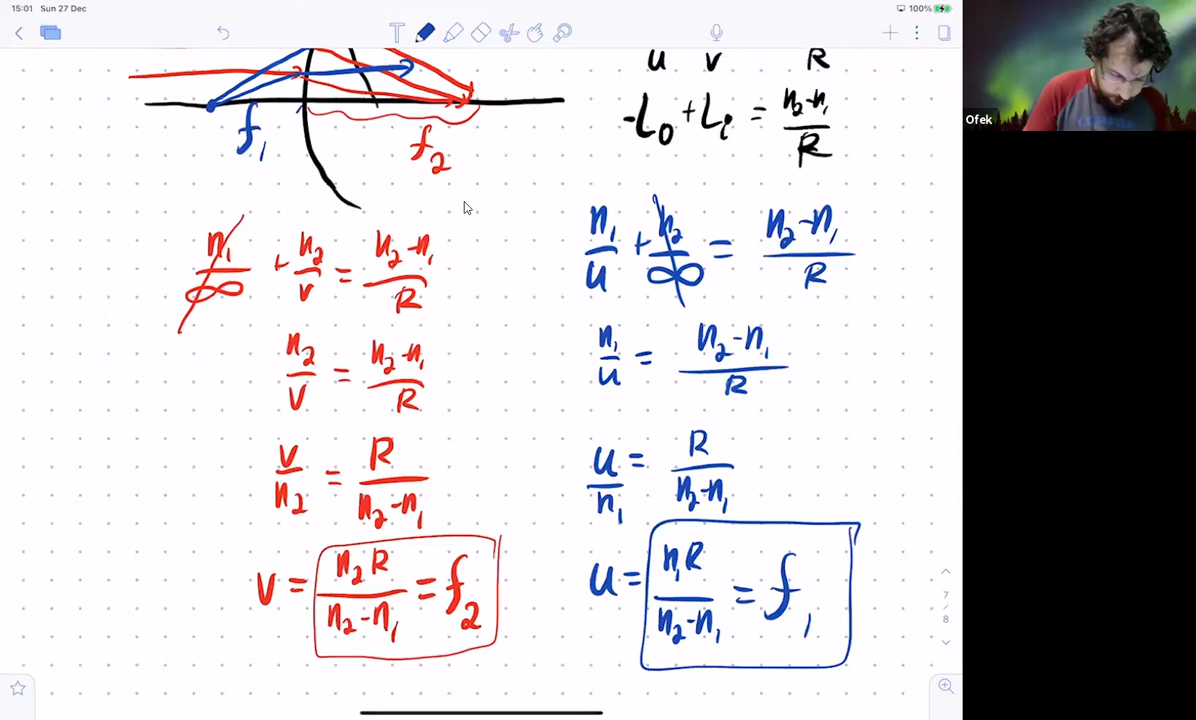 15:01 Sun 27 Dec
100%
T
Ofek
u v R
-L₀ + Lᵢ = (n₂-n₁)/R
f₁
f₂
n₁/∞ + n₂/v = (n₂-n₁)/R
n₂/v = (n₂-n₁)/R
v/n₂ = R/(n₂-n₁)
v = n₂R/(n₂-n₁) = f₂
n₁/u + n₂/∞ = (n₂-n₁)/R
n₁/u = (n₂-n₁)/R
u/n₁ = R/(n₂-n₁)
u = n₁R/(n₂-n₁) = f₁
7
/
8